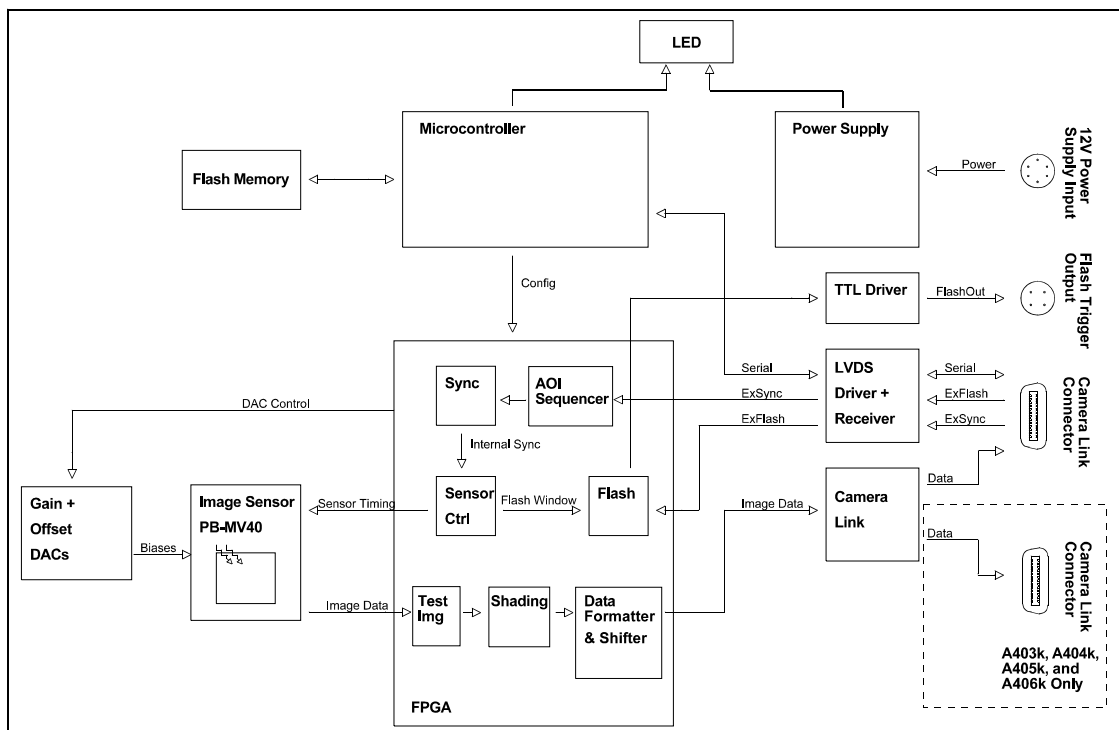 LED
Microcontroller
Power Supply
12V Power
Supply Input
Power
Flash Memory
Config
TTL Driver
FlashOut
Flash Trigger
Output
Sync
AOI
Sequencer
Serial
ExSync
ExFlash
LVDS
Driver +
Receiver
Serial
ExFlash
ExSync
Camera Link
Connector
DAC Control
Internal Sync
Gain +
Offset
DACs
Biases
Image Sensor
PB-MV40
Sensor Timing
Sensor
Ctrl
Flash Window
Flash
Image Data
Camera
Link
Data
Data
Camera Link
Connector
Image Data
Test
Img
Shading
Data
Formatter
& Shifter
A403k, A404k,
A405k, and
A406k Only
FPGA